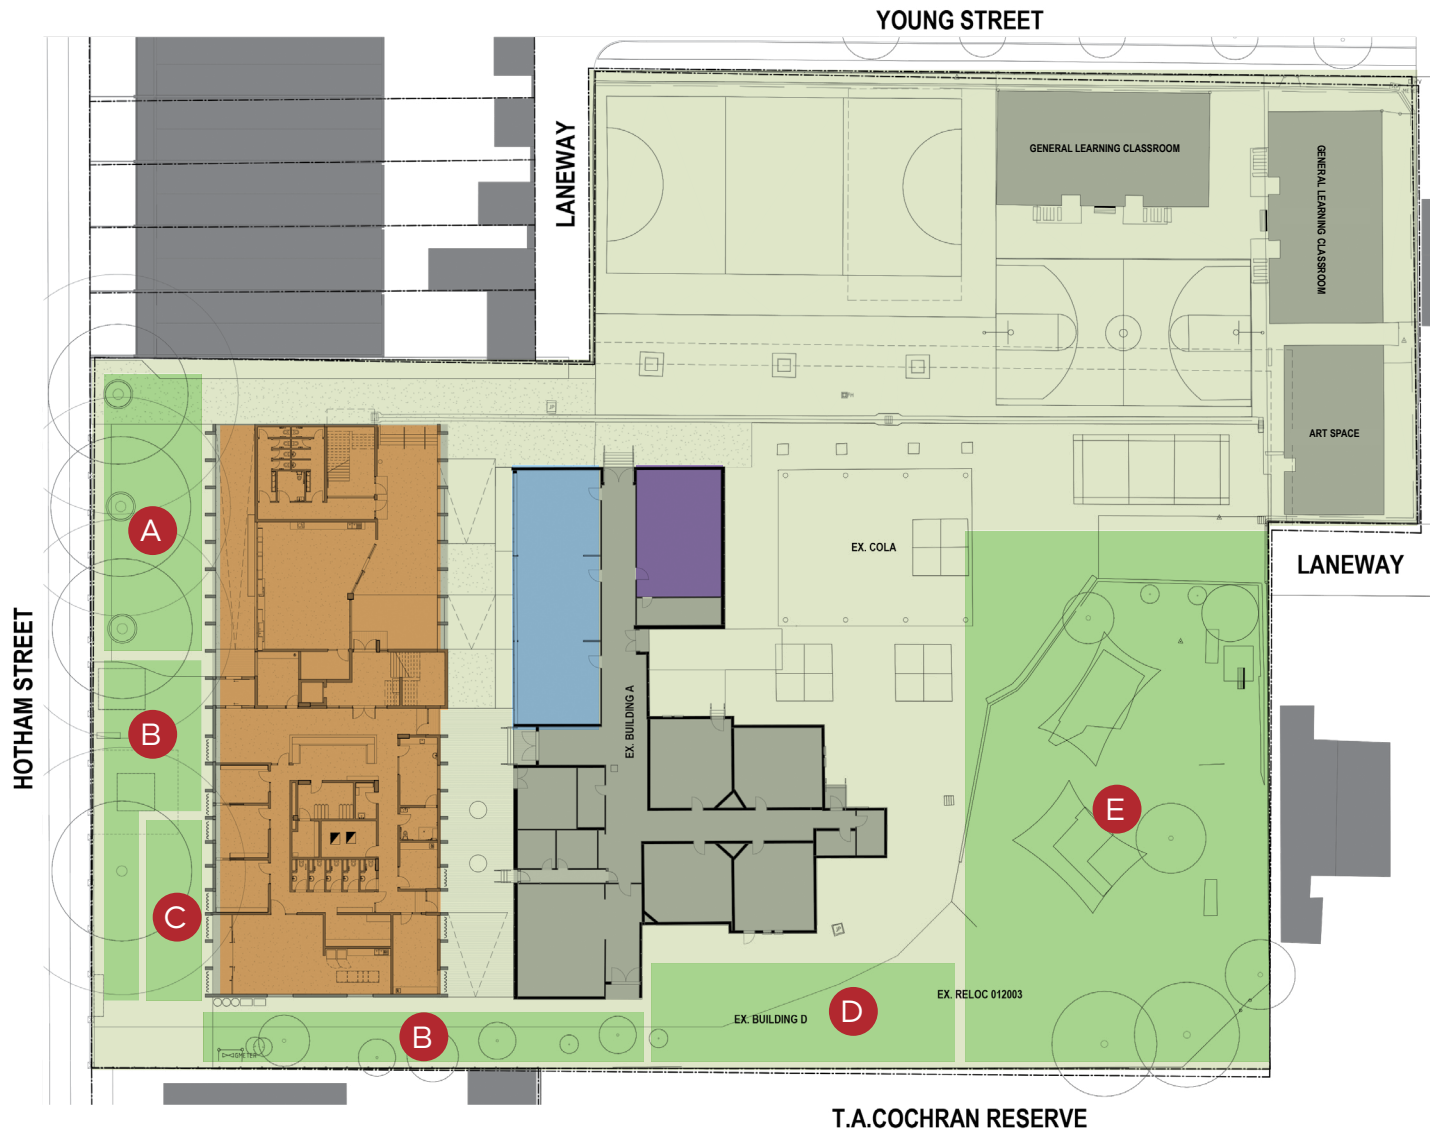 YOUNG STREET
LANEWAY
GENERAL LEARNING CLASSROOM
GENERAL LEARNING CLASSROOM
ART SPACE
A
EX. COLA
LANEWAY
HOTHAM STREET
EX. BUILDING A
B
E
C
EX. RELOC 012003
D
EX. BUILDING D
B
T.A.COCHRAN RESERVE